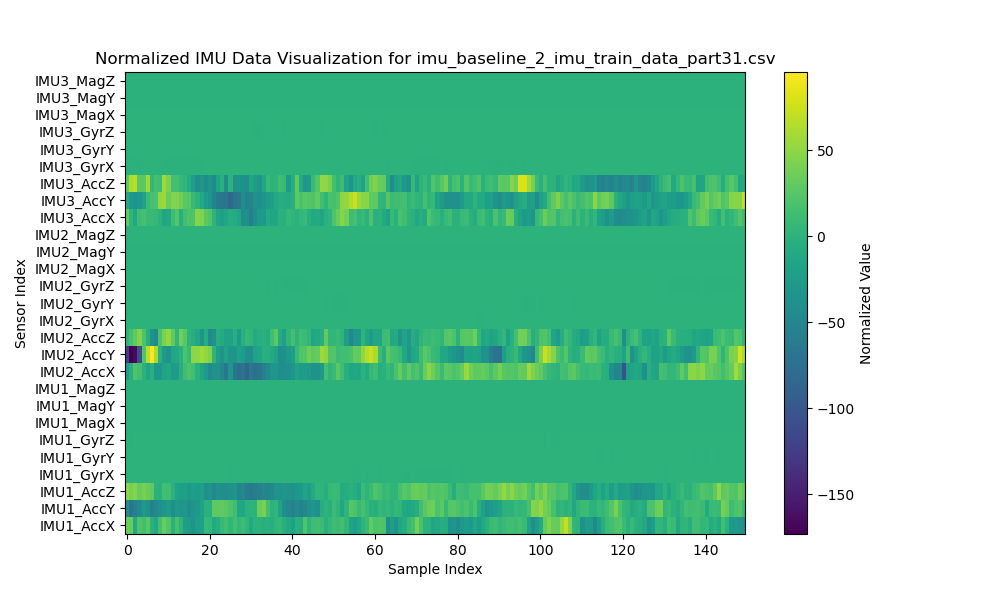 Normalized IMU Data Visualization for imu_baseline_2_imu_train_data_part31.csv
IMU3_MagZ
IMU3_MagY
IMU3_MagX
IMU3_GyrZ
IMU3_GyrY
IMU3_GyrX
IMU3_AccZ
IMU3_AccY
IMU3_AccX
IMU2_MagZ
IMU2_MagY
IMU2_MagX
IMU2_GyrZ
IMU2_GyrY
IMU2_GyrX
IMU2_AccZ
IMU2_AccY
IMU2_AccX
IMU1_MagZ
IMU1_MagY
IMU1_MagX
IMU1_GyrZ
IMU1_GyrY
IMU1_GyrX
IMU1_AccZ
IMU1_AccY
IMU1_AccX
Sensor Index
0 20 40 60 80 100 120 140
Sample Index
50
0
−50
−100
−150
Normalized Value